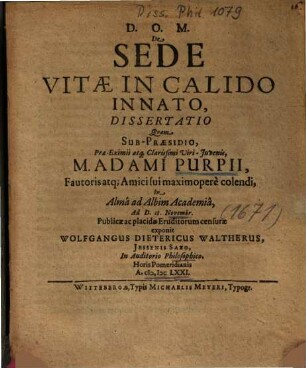 Diss. Phil 1079
D. O. M.
De
SEDE
VITÆ IN CALIDO
INNATO,
DISSERTATIO
Quam
SUB-PRÆSIDIO,
Præ-Eximii atq; Clarissimi Viri-Juvenis,
M. ADAMI PURPII,
Fautoris atq; Amici sui maximoperè colendi,
in
Almâ ad Albim Academiâ,
Ad D. 11. Novembr.
(1671)
Publicæ ac placidæ Eruditorum censuræ
exponit
WOLFGANGUS DIETERICUS WALTHERUS,
Jessenis Saxo,
In Auditorio Philosophico,
Horis Pomeridianis
A. cIɔ. Iɔc LXXI.
WITTEBERGÆ, Typis MICHAELIS MEYERI, Typogr.